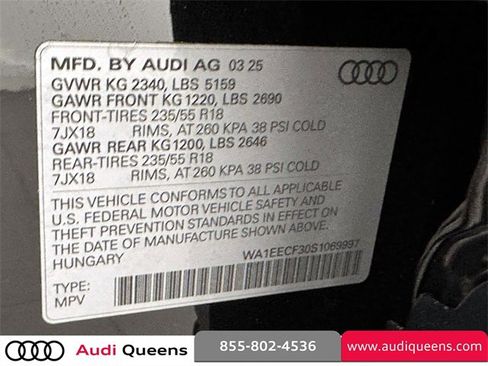 MFD. BY AUDI AG 03 25
GVWR KG 2340, LBS 5159
GAWR FRONT KG 1220, LBS 2690
FRONT-TIRES 235/55 R18
7JX18 RIMS, AT 260 KPA 38 PSI COLD
GAWR REAR KG1200, LBS 2646
REAR-TIRES 235/55 R18
7JX18 RIMS, AT 260 KPA 38 PSI COLD
THIS VEHICLE CONFORMS TO ALL APPLICABLE
U.S. FEDERAL MOTOR VEHICLE SAFETY AND
THEFT PREVENTION STANDARDS IN EFFECT ON
THE DATE OF MANUFACTURE SHOWN ABOVE.
HUNGARY WA1EECF30S1069997
TYPE:
MPV
Audi Queens 855-802-4536 www.audiqueens.com